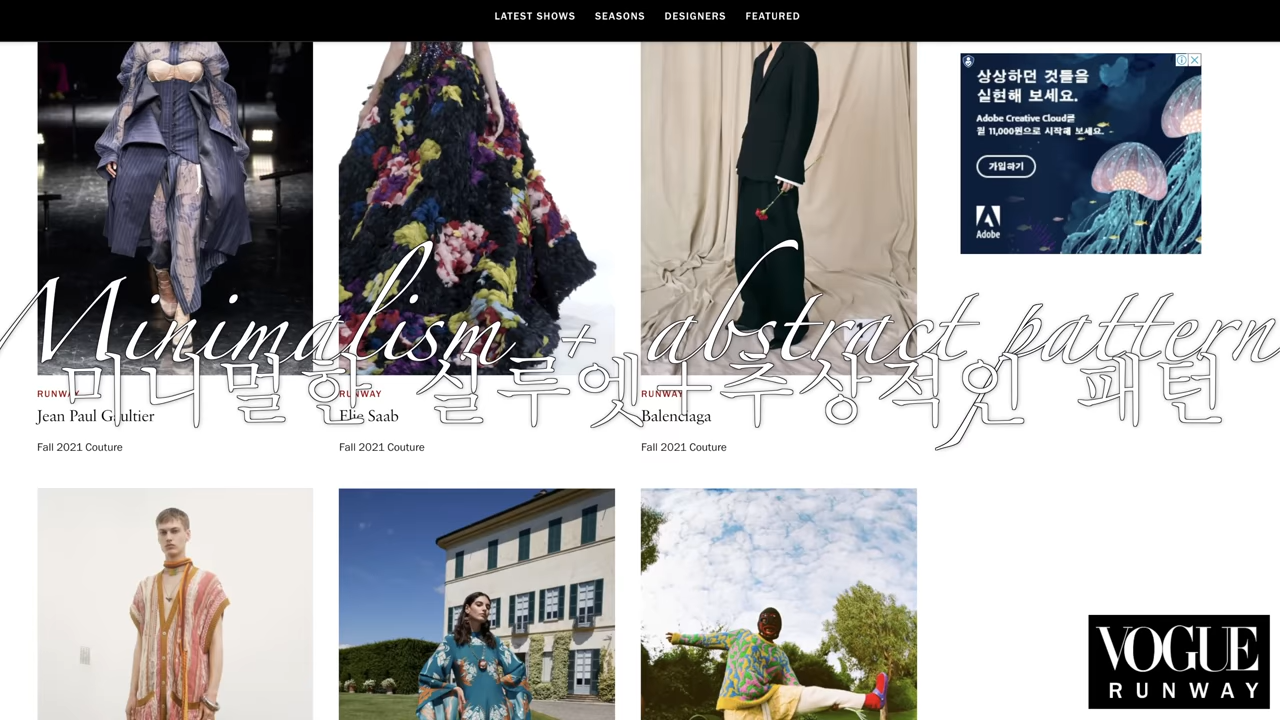 LATEST SHOWS SEASONS DESIGNERS FEATURED
상상하던 것들을
실현해 보세요.
Adobe Creative Cloud를
월 11,000원으로 시작해 보세요.
가입하기
Adobe
Minimalism + abstract pattern
미니멀한 실루엣+추상적인 패턴
RUNWAY
Jean Paul Gaultier
Fall 2021 Couture
RUNWAY
Elie Saab
Fall 2021 Couture
RUNWAY
Balenciaga
Fall 2021 Couture
VOGUE
RUNWAY